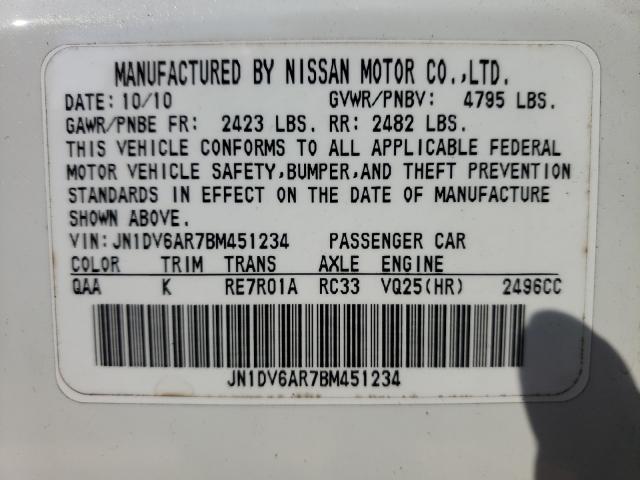 MANUFACTURED BY NISSAN MOTOR CO.,LTD.
DATE: 10/10 GVWR/PNBV: 4795 LBS.
GAWR/PNBE FR: 2423 LBS. RR: 2482 LBS.
THIS VEHICLE CONFORMS TO ALL APPLICABLE FEDERAL
MOTOR VEHICLE SAFETY,BUMPER,AND THEFT PREVENTION
STANDARDS IN EFFECT ON THE DATE OF MANUFACTURE
SHOWN ABOVE.
VIN:JN1DV6AR7BM451234 PASSENGER CAR
COLOR TRIM TRANS AXLE ENGINE
QAA K RE7R01A RC33 VQ25(HR) 2496CC
JN1DV6AR7BM451234